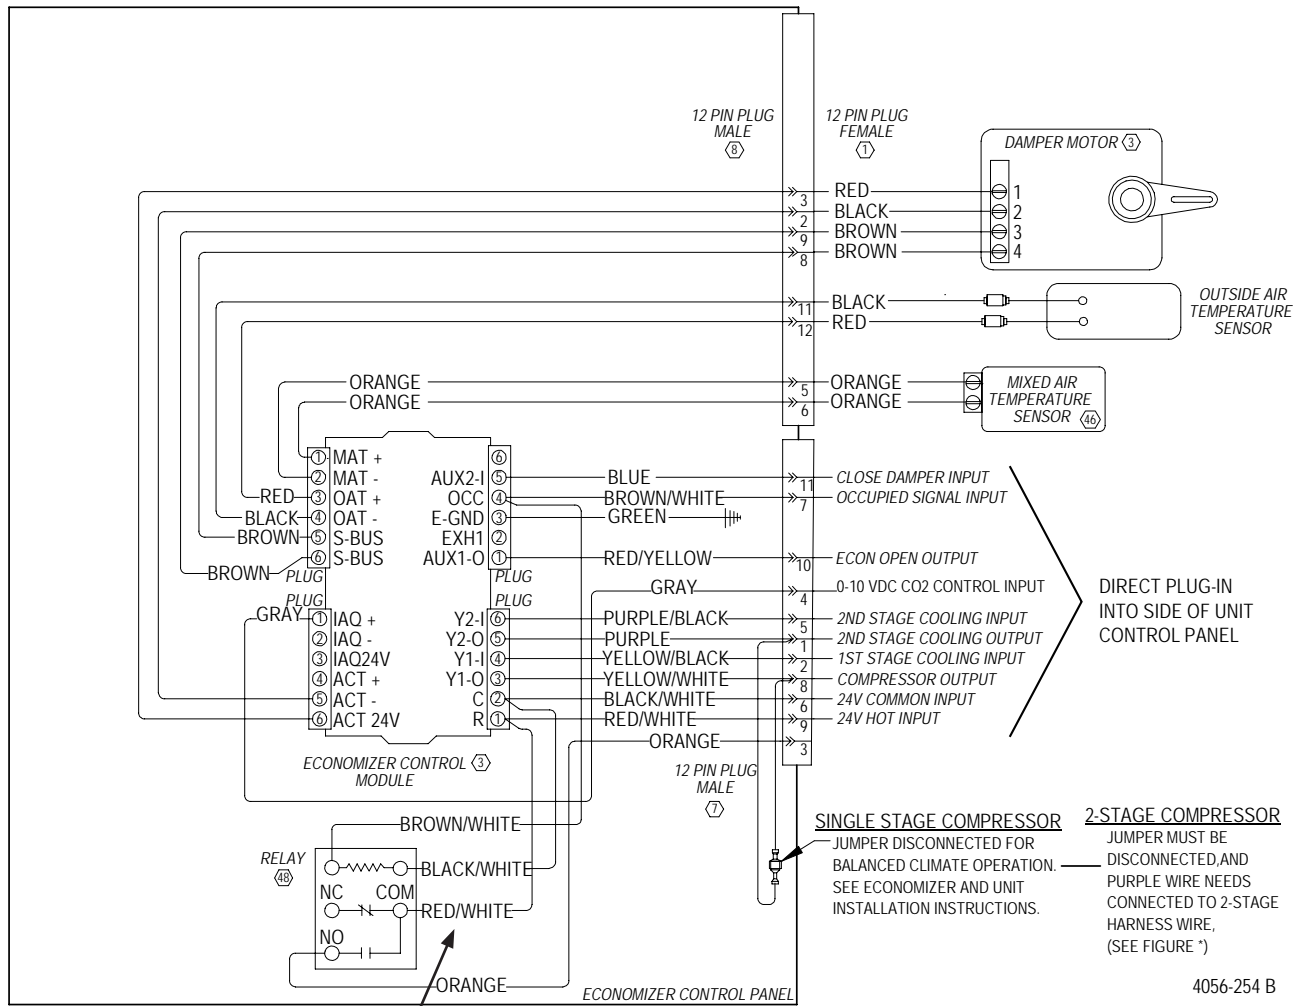 12 PIN PLUG
MALE
8
12 PIN PLUG
FEMALE
1
DAMPER MOTOR 3
3 RED 1
2 BLACK 2
9 BROWN 3
8 BROWN 4
OUTSIDE AIR
TEMPERATURE
SENSOR
11 BLACK
12 RED
ORANGE 5 ORANGE
ORANGE 6 ORANGE
MIXED AIR
TEMPERATURE
SENSOR 46
1 MAT +
2 MAT -
RED 3 OAT +
BLACK 4 OAT -
BROWN 5 S-BUS
BROWN 6 S-BUS
PLUG
6
AUX2-I 5 BLUE 11 CLOSE DAMPER INPUT
OCC 4 BROWN/WHITE 7 OCCUPIED SIGNAL INPUT
E-GND 3 GREEN
EXH1 2
AUX1-O 1 RED/YELLOW 10 ECON OPEN OUTPUT
PLUG
GRAY 4 0-10 VDC CO2 CONTROL INPUT
PLUG
GRAY 1 IAQ +
2 IAQ -
3 IAQ24V
4 ACT +
5 ACT -
6 ACT 24V
PLUG
Y2-I 6 PURPLE/BLACK 5 2ND STAGE COOLING INPUT
Y2-O 5 PURPLE 1 2ND STAGE COOLING OUTPUT
Y1-I 4 YELLOW/BLACK 2 1ST STAGE COOLING INPUT
Y1-O 3 YELLOW/WHITE 8 COMPRESSOR OUTPUT
C 2 BLACK/WHITE 6 24V COMMON INPUT
R 1 RED/WHITE 9 24V HOT INPUT
ORANGE 3
DIRECT PLUG-IN
INTO SIDE OF UNIT
CONTROL PANEL
ECONOMIZER CONTROL 3
MODULE
12 PIN PLUG
MALE
7
BROWN/WHITE
RELAY
48
BLACK/WHITE
NC COM
RED/WHITE
NO
ORANGE
SINGLE STAGE COMPRESSOR
JUMPER DISCONNECTED FOR
BALANCED CLIMATE OPERATION.
SEE ECONOMIZER AND UNIT
INSTALLATION INSTRUCTIONS.
2-STAGE COMPRESSOR
JUMPER MUST BE
DISCONNECTED,AND
PURPLE WIRE NEEDS
CONNECTED TO 2-STAGE
HARNESS WIRE,
(SEE FIGURE *)
ECONOMIZER CONTROL PANEL
4056-254 B